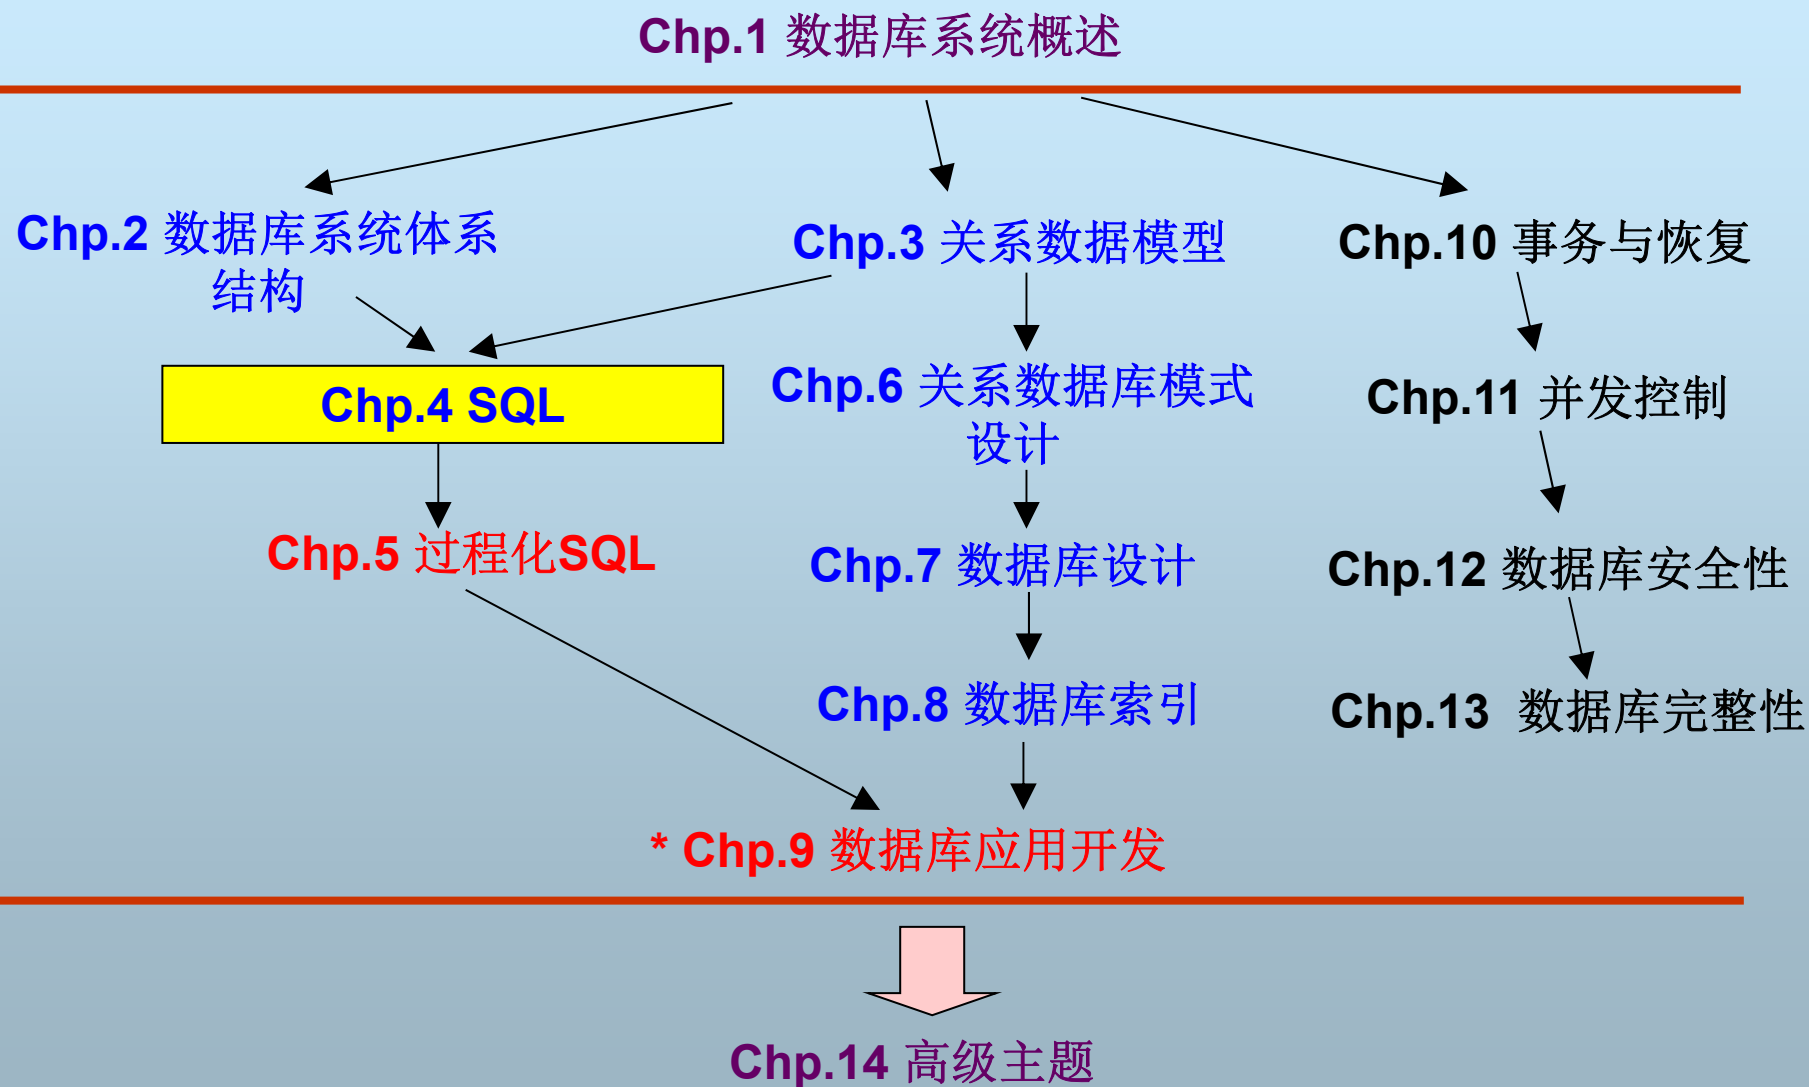 Chp.1 数据库系统概述
Chp.2 数据库系统体系
结构
Chp.3 关系数据模型
Chp.10 事务与恢复
Chp.4 SQL
Chp.6 关系数据库模式
设计
Chp.11 并发控制
Chp.5 过程化SQL
Chp.7 数据库设计
Chp.12 数据库安全性
Chp.8 数据库索引
Chp.13 数据库完整性
* Chp.9 数据库应用开发
Chp.14 高级主题